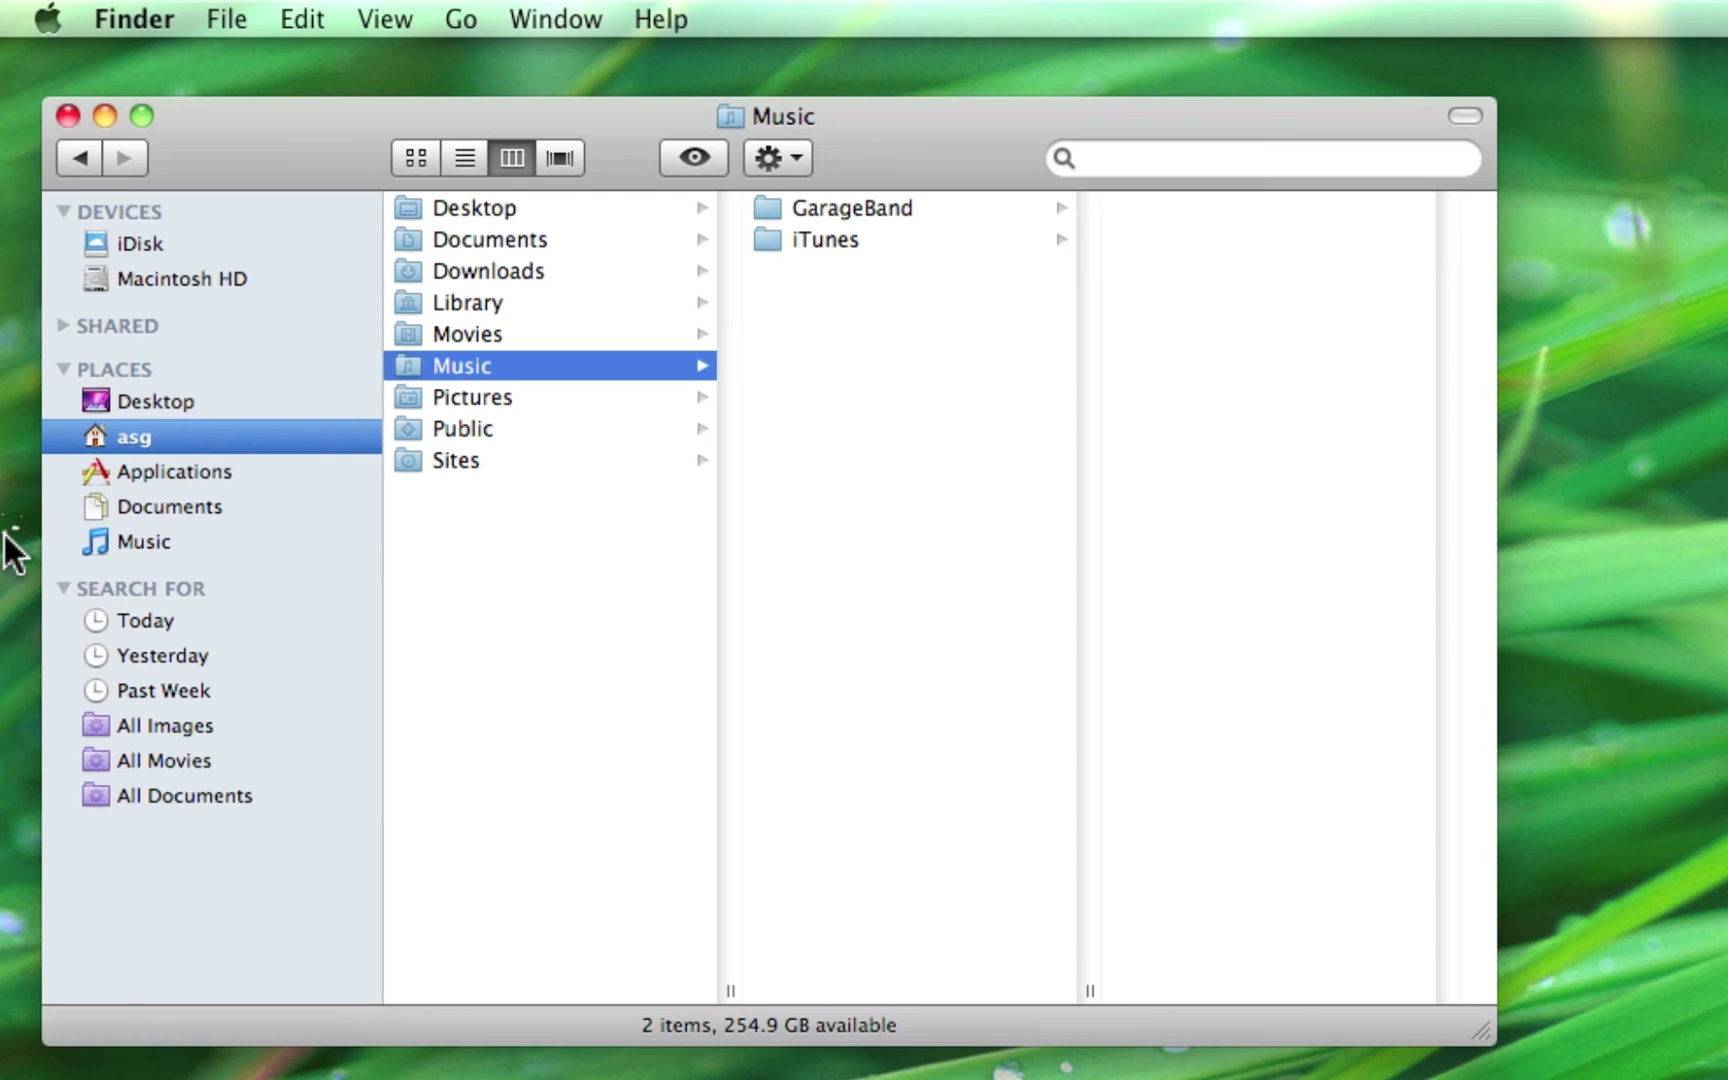 Finder File Edit View Go Window Help
Music
DEVICES
iDisk
Macintosh HD
SHARED
PLACES
Desktop
asg
Applications
Documents
Music
SEARCH FOR
Today
Yesterday
Past Week
All Images
All Movies
All Documents
Desktop
Documents
Downloads
Library
Movies
Music
Pictures
Public
Sites
GarageBand
iTunes
2 items, 254.9 GB available